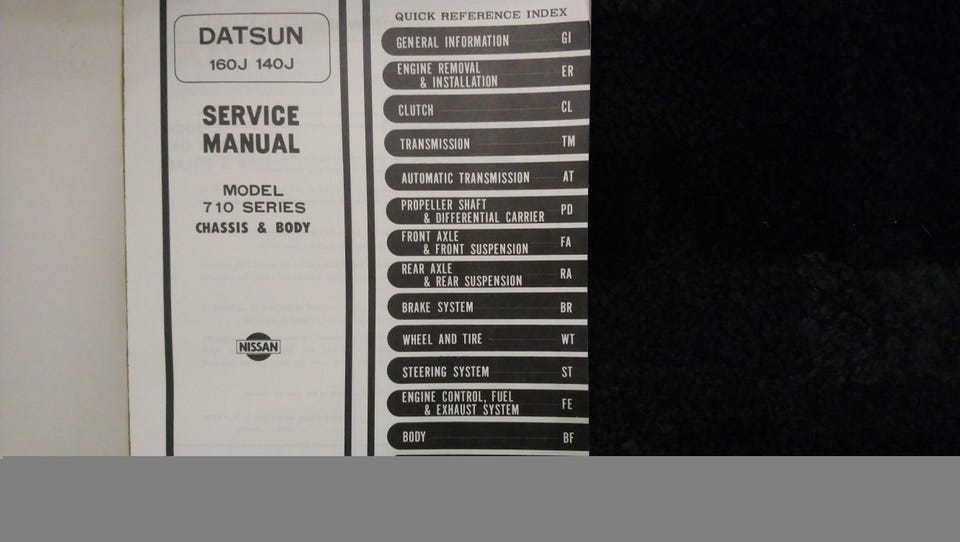 DATSUN
160J 140J
SERVICE
MANUAL
MODEL
710 SERIES
CHASSIS & BODY
NISSAN
QUICK REFERENCE INDEX
GENERAL INFORMATION GI
ENGINE REMOVAL
& INSTALLATION ER
CLUTCH CL
TRANSMISSION TM
AUTOMATIC TRANSMISSION AT
PROPELLER SHAFT
& DIFFERENTIAL CARRIER PD
FRONT AXLE
& FRONT SUSPENSION FA
REAR AXLE
& REAR SUSPENSION RA
BRAKE SYSTEM BR
WHEEL AND TIRE WT
STEERING SYSTEM ST
ENGINE CONTROL, FUEL
& EXHAUST SYSTEM FE
BODY BF